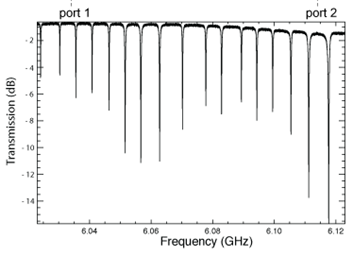 port 1 port 2
-2
-4
-6
-8
-10
-12
-14
Transmission (dB)
6.04 6.06 6.08 6.10 6.12
Frequency (GHz)